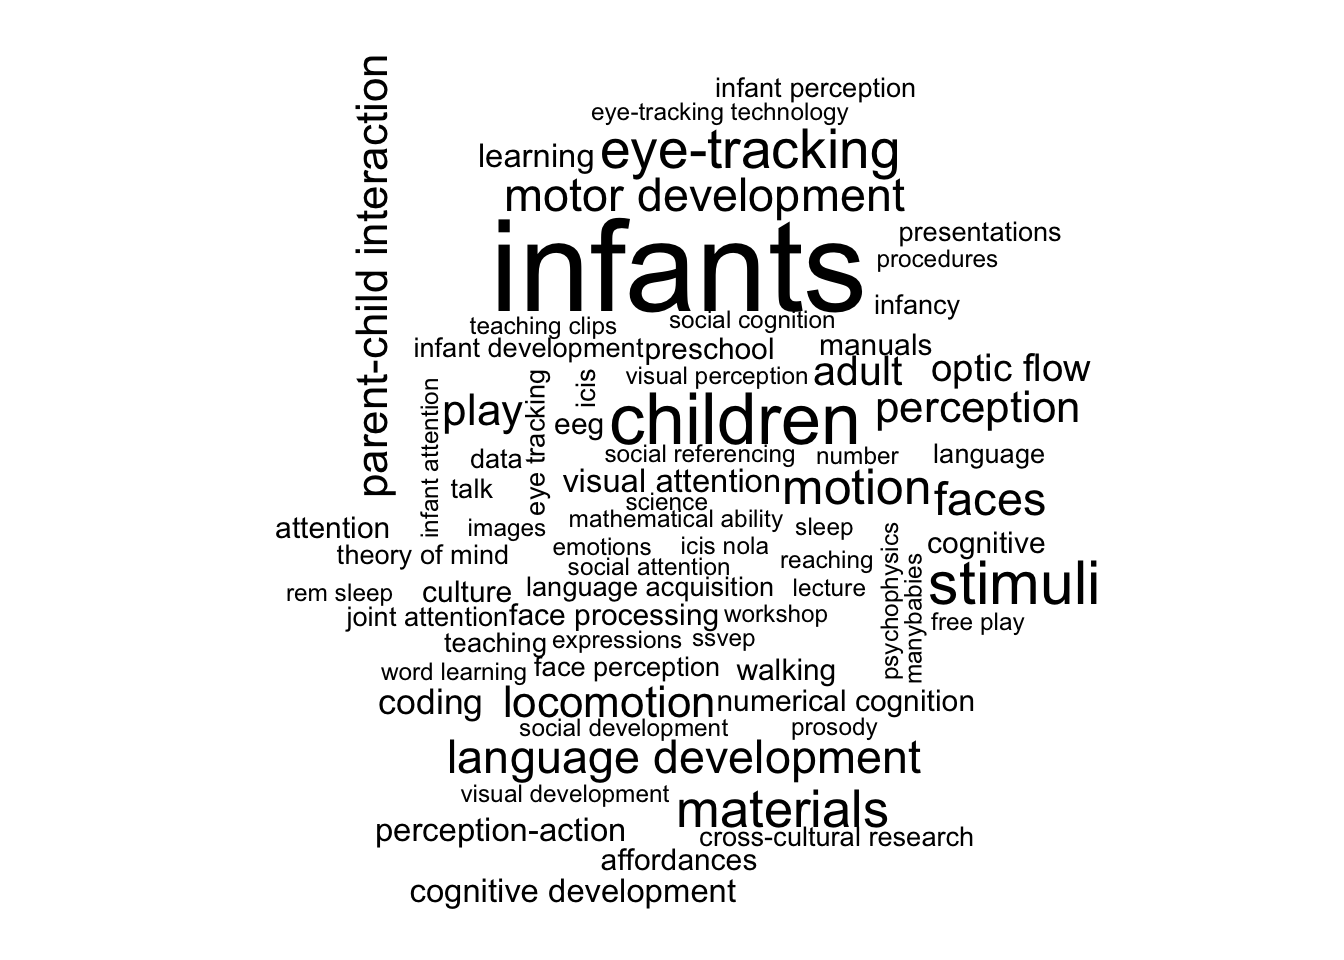 parent-child interaction
infant perception
eye-tracking technology
learning
eye-tracking
motor development
infants
presentations
procedures
infancy
teaching clips
social cognition
infant development
preschool
manuals
visual perception
adult
optic flow
infant attention
play
eye tracking
icis
eeg
children
perception
data
social referencing
number
language
talk
visual attention
motion
faces
science
attention
images
mathematical ability
sleep
theory of mind
emotions
icis nola
reaching
psychophysics
manybabies
cognitive
social attention
rem sleep
culture
language acquisition
lecture
stimuli
joint attention
face processing
workshop
free play
teaching
expressions
ssvep
word learning
face perception
walking
coding
locomotion
numerical cognition
social development
prosody
language development
visual development
materials
perception-action
cross-cultural research
affordances
cognitive development